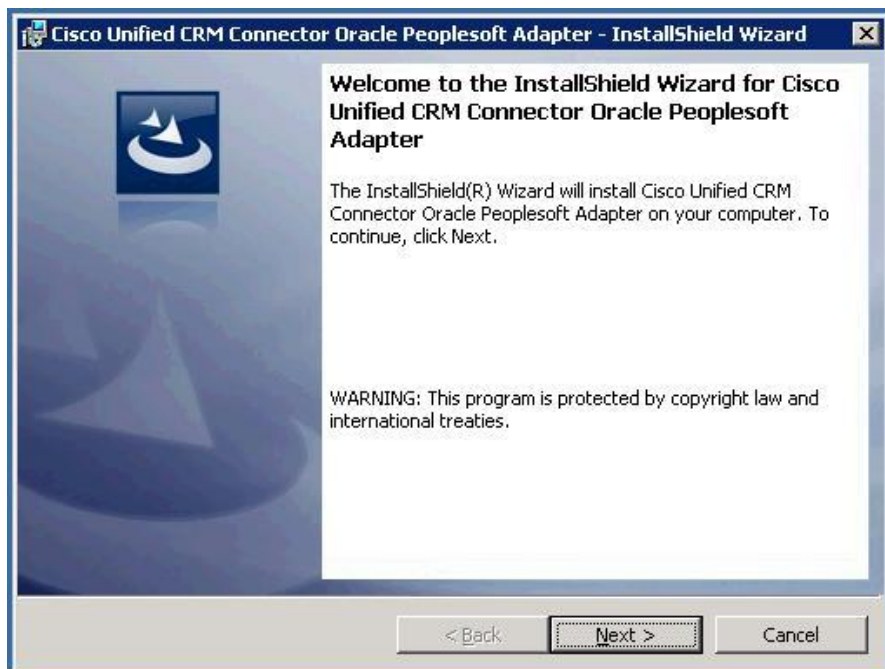 Cisco Unified CRM Connector Oracle Peoplesoft Adapter - InstallShield Wizard
Welcome to the InstallShield Wizard for Cisco
Unified CRM Connector Oracle Peoplesoft
Adapter
The InstallShield(R) Wizard will install Cisco Unified CRM
Connector Oracle Peoplesoft Adapter on your computer. To
continue, click Next.
WARNING: This program is protected by copyright law and
international treaties.
< Back
Next >
Cancel